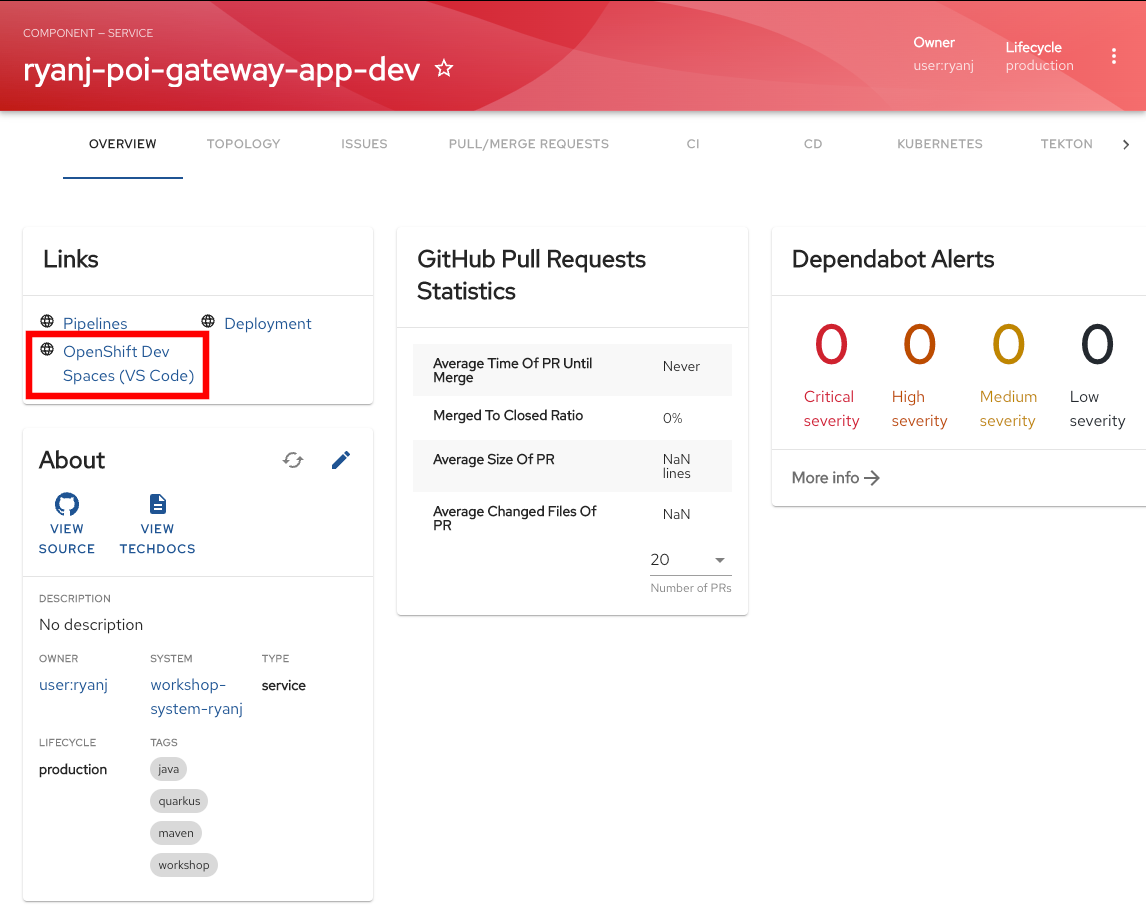 COMPONENT — SERVICE
ryanj-poi-gateway-app-dev
Owner
user:ryanj
Lifecycle
production
OVERVIEW
TOPOLOGY
ISSUES
PULL/MERGE REQUESTS
CI
CD
KUBERNETES
TEKTON
Links
Pipelines
Deployment
OpenShift Dev
Spaces (VS Code)
About
VIEW
SOURCE
VIEW
TECHDOCS
DESCRIPTION
No description
OWNER
user:ryanj
SYSTEM
workshop-
system-ryanj
TYPE
service
LIFECYCLE
production
TAGS
java
quarkus
maven
workshop
GitHub Pull Requests
Statistics
Average Time Of PR Until
Merge
Never
Merged To Closed Ratio
0%
Average Size Of PR
NaN
lines
Average Changed Files Of
PR
NaN
20
Number of PRs
Dependabot Alerts
0
Critical
severity
0
High
severity
0
Medium
severity
0
Low
severity
More info